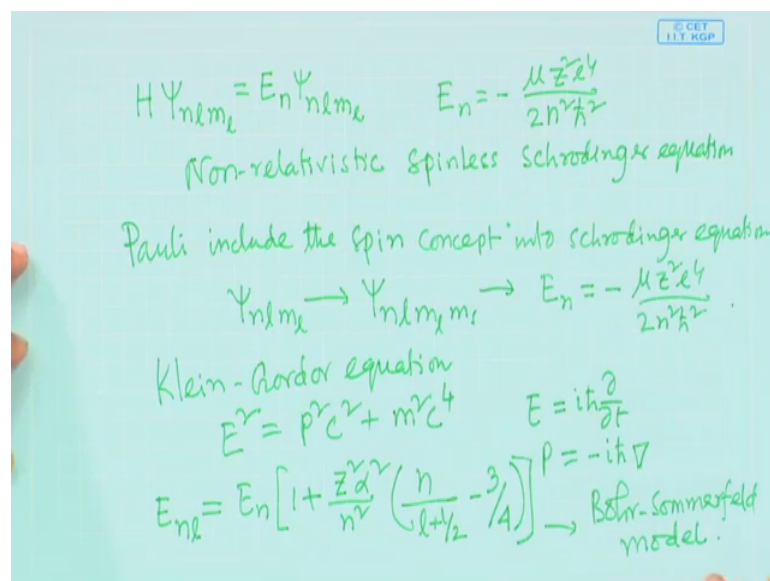 © CET
I.I.T. KGP
HΨnlml = EnΨnlml    En = - μz²e⁴ / 2n²ħ²
Non-relativistic Spinless Schrodinger equation
Pauli include the spin concept into schrodinger equation
Ψnlml → Ψnlmlms → En = - μz²e⁴ / 2n²ħ² .
Klein-Gordor equation
E² = p²c² + m²c⁴    E = iħ ∂/∂t
P = -iħ∇
Enl = En[1 + z²α²/n² (n/(l+1/2) - 3/4)] → Bohr-Sommerfeld
model.